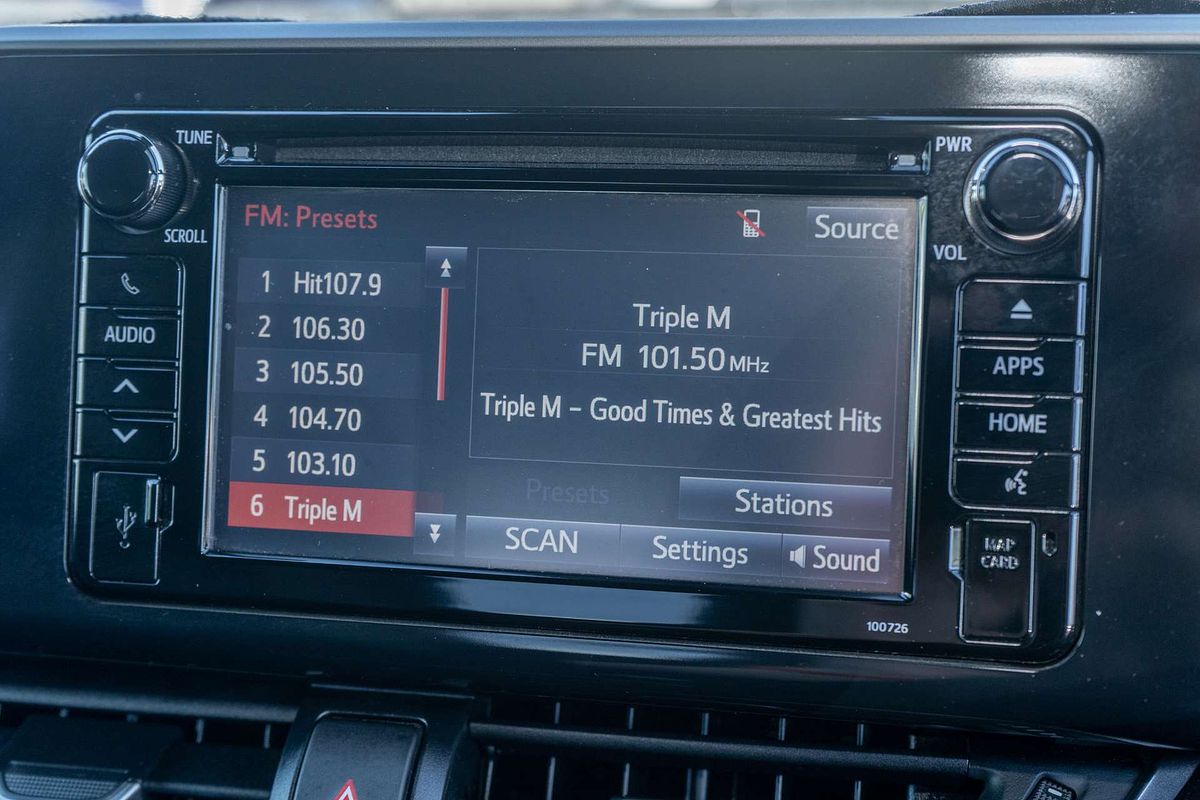 TUNE
SCROLL
AUDIO
FM: Presets
Source
1 Hit107.9
2 106.30
3 105.50
4 104.70
5 103.10
6 Triple M
Triple M
FM 101.50 MHz
Triple M – Good Times & Greatest Hits
Presets
Stations
SCAN
Settings
Sound
PWR
VOL
APPS
HOME
MAP
CARD
100726